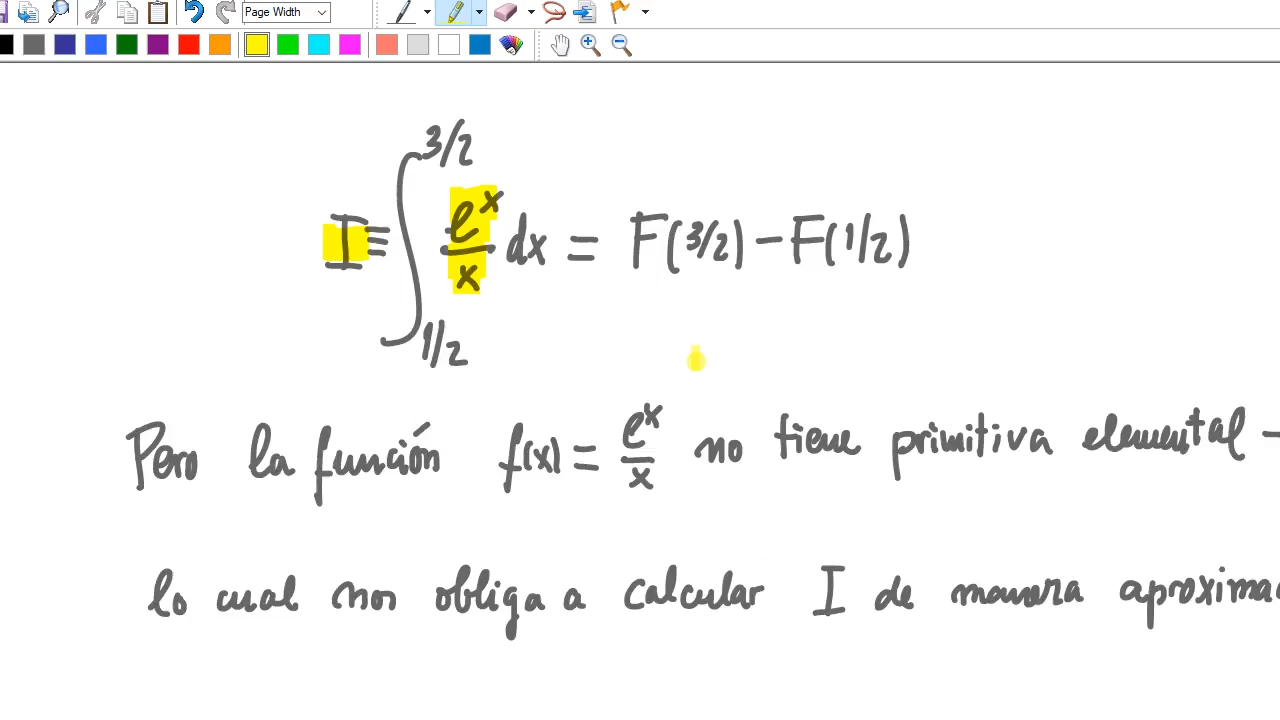 Page Width
I ≡ ∫_{1/2}^{3/2} e^x/x dx = F(3/2) - F(1/2)
Pero la función f(x) = e^x/x no tiene primitiva elemental -
lo cual nos obliga a calcular I de manera aproxima